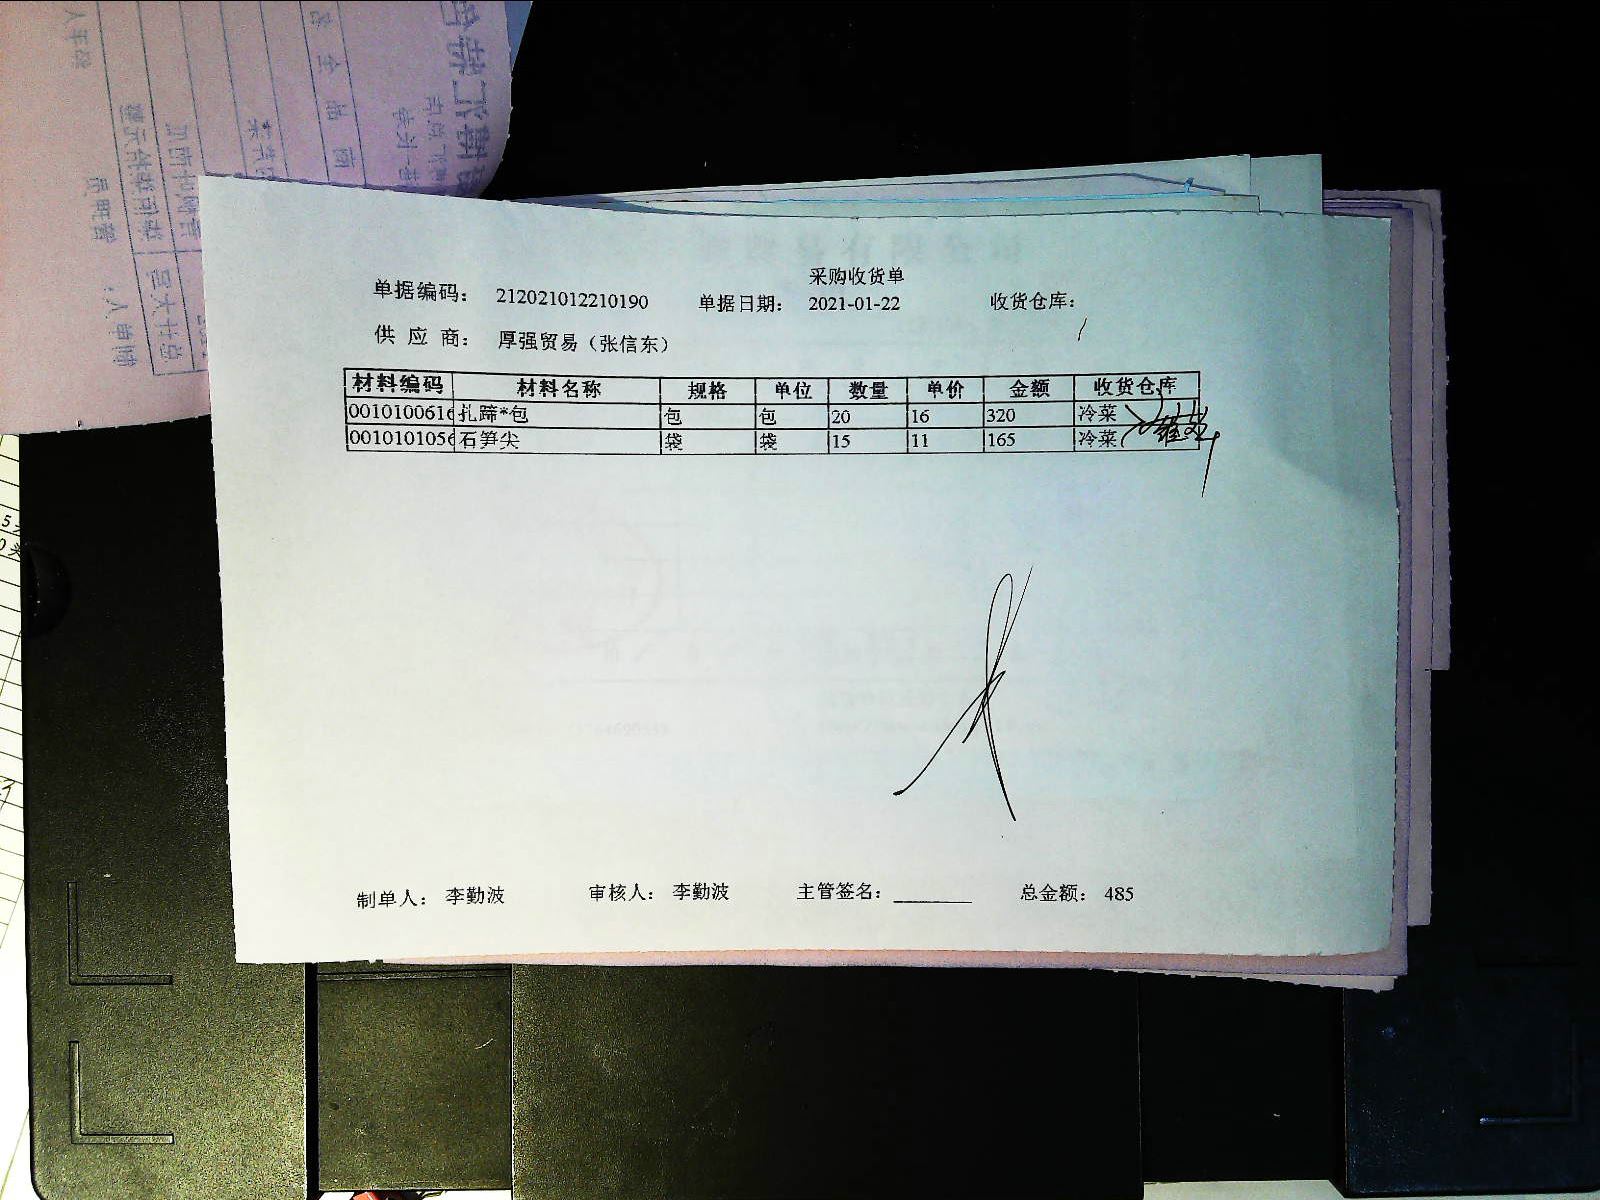 采购收货单
单据编码： 212021012210190 单据日期： 2021-01-22 收货仓库：
供 应 商： 厚强贸易（张信东）
材料编码 材料名称 规格 单位 数量 单价 金额 收货仓库
0010100616 扎蹄*包 包 包 20 16 320 冷菜
0010101056 石笋尖 袋 袋 15 11 165 冷菜
制单人： 李勤波 审核人： 李勤波 主管签名： 总金额： 485